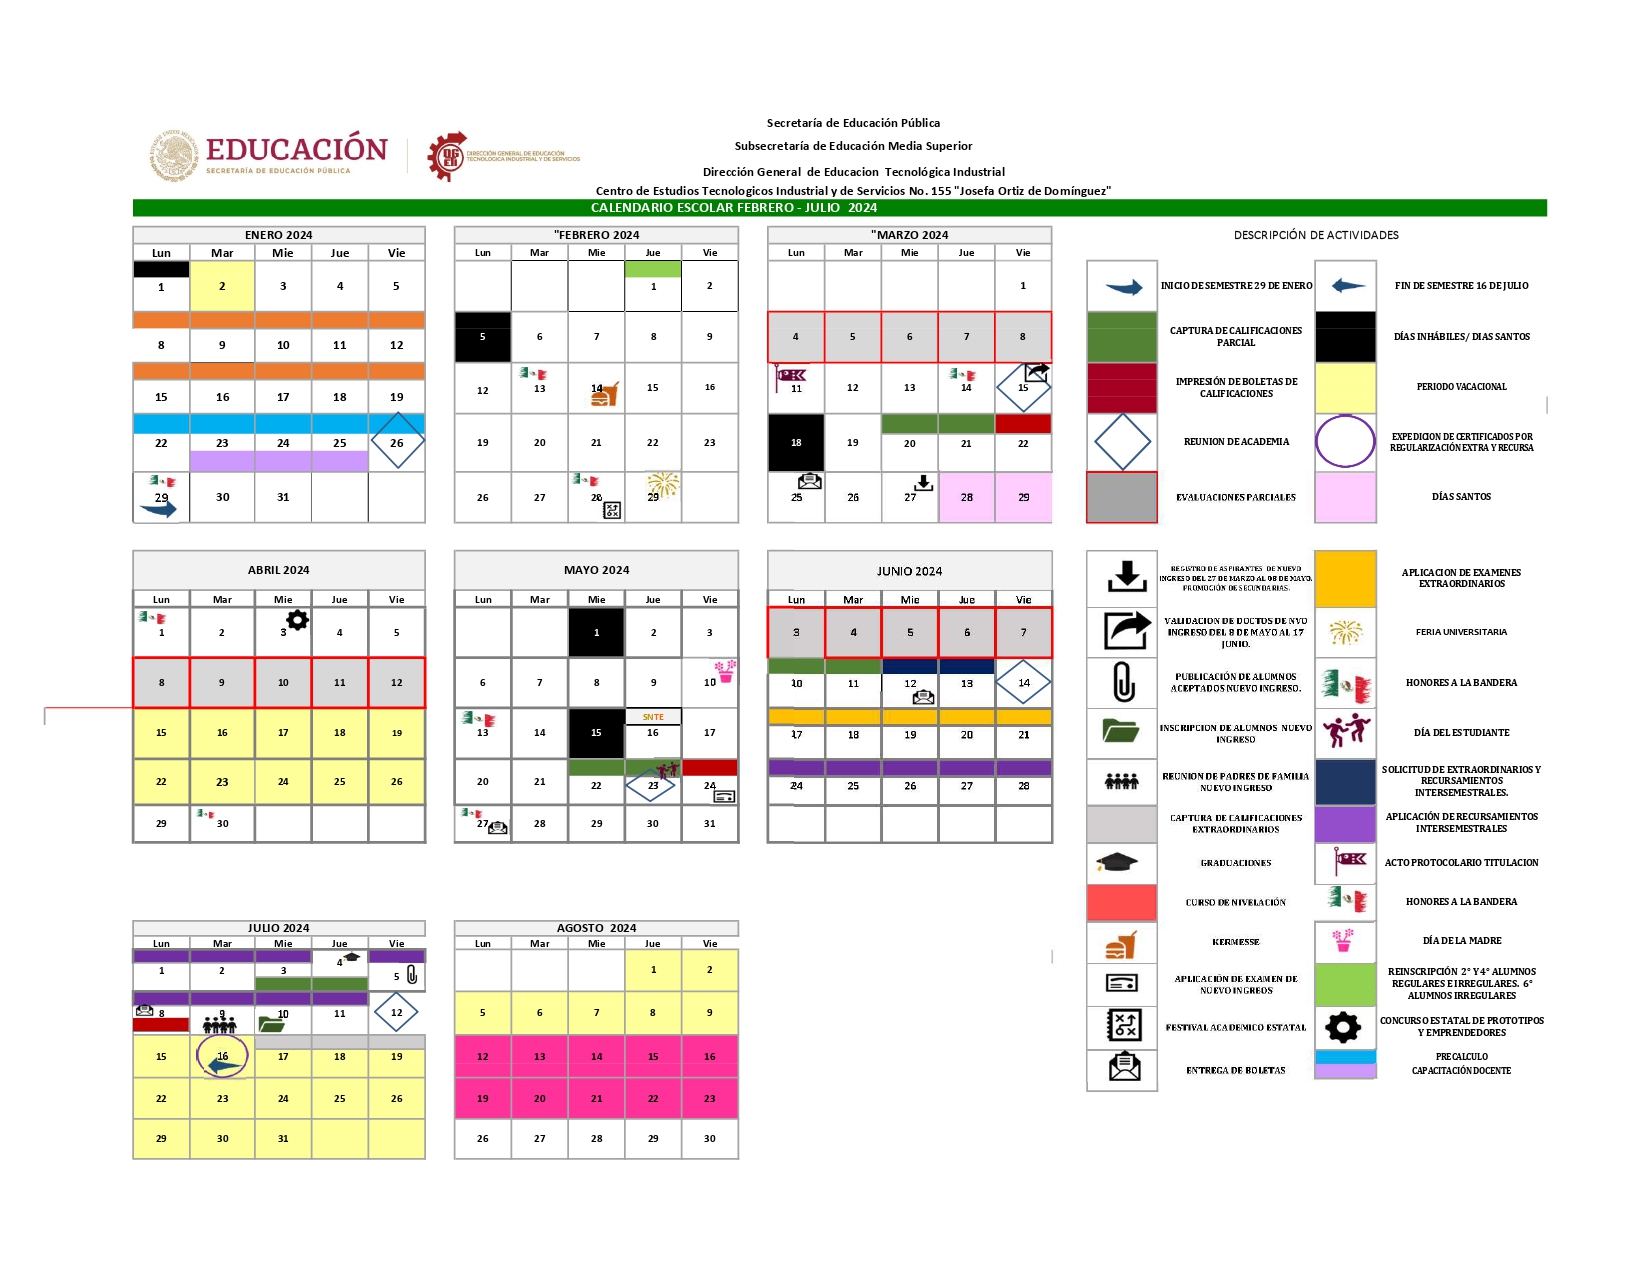 Secretaría de Educación Pública
Subsecretaría de Educación Media Superior
Dirección General de Educacion Tecnológica Industrial
Centro de Estudios Tecnologicos Industrial y de Servicios No. 155 "Josefa Ortiz de Domínguez"
EDUCACIÓN
SECRETARÍA DE EDUCACIÓN PÚBLICA
DIRECCIÓN GENERAL DE EDUCACIÓN
TECNOLÓGICA INDUSTRIAL Y DE SERVICIOS
CALENDARIO ESCOLAR FEBRERO - JULIO 2024
ENERO 2024
Lun Mar Mie Jue Vie
1 2 3 4 5
8 9 10 11 12
15 16 17 18 19
22 23 24 25 26
29 30 31
"FEBRERO 2024
Lun Mar Mie Jue Vie
1 2
5 6 7 8 9
12 13 14 15 16
19 20 21 22 23
26 27 28 29
"MARZO 2024
Lun Mar Mie Jue Vie
1
4 5 6 7 8
11 12 13 14 15
18 19 20 21 22
25 26 27 28 29
DESCRIPCIÓN DE ACTIVIDADES
INICIO DE SEMESTRE 29 DE ENERO
FIN DE SEMESTRE 16 DE JULIO
CAPTURA DE CALIFICACIONES
PARCIAL
DÍAS INHÁBILES/ DIAS SANTOS
IMPRESIÓN DE BOLETAS DE
CALIFICACIONES
PERIODO VACACIONAL
REUNION DE ACADEMIA
EXPEDICION DE CERTIFICADOS POR
REGULARIZACIÓN EXTRA Y RECURSA
EVALUACIONES PARCIALES
DÍAS SANTOS
ABRIL 2024
Lun Mar Mie Jue Vie
1 2 3 4 5
8 9 10 11 12
15 16 17 18 19
22 23 24 25 26
29 30
MAYO 2024
Lun Mar Mie Jue Vie
1 2 3
6 7 8 9 10
SNTE
13 14 15 16 17
20 21 22 23 24
27 28 29 30 31
JUNIO 2024
Lun Mar Mie Jue Vie
3 4 5 6 7
10 11 12 13 14
17 18 19 20 21
24 25 26 27 28
REGISTRO DE ASPIRANTES DE NUEVO
INGRESO DEL 27 DE MARZO AL 08 DE MAYO.
PROMOCIÓN DE SECUNDARIAS.
APLICACION DE EXAMENES
EXTRAORDINARIOS
VALIDACION DE DOCTOS DE NVO
INGRESO DEL 8 DE MAYO AL 17
JUNIO.
FERIA UNIVERSITARIA
PUBLICACIÓN DE ALUMNOS
ACEPTADOS NUEVO INGRESO.
HONORES A LA BANDERA
INSCRIPCION DE ALUMNOS NUEVO
INGRESO
DÍA DEL ESTUDIANTE
REUNION DE PADRES DE FAMILIA
NUEVO INGRESO
SOLICITUD DE EXTRAORDINARIOS Y
RECURSAMIENTOS
INTERSEMESTRALES.
CAPTURA DE CALIFICACIONES
EXTRAORDINARIOS
APLICACIÓN DE RECURSAMIENTOS
INTERSEMESTRALES
GRADUACIONES
ACTO PROTOCOLARIO TITULACION
CURSO DE NIVELACIÓN
HONORES A LA BANDERA
KERMESSE
DÍA DE LA MADRE
APLICACIÓN DE EXAMEN DE
NUEVO INGREOS
REINSCRIPCIÓN 2° Y 4° ALUMNOS
REGULARES E IRREGULARES. 6°
ALUMNOS IRREGULARES
FESTIVAL ACADEMICO ESTATAL
CONCURSO ESTATAL DE PROTOTIPOS
Y EMPRENDEDORES
ENTREGA DE BOLETAS
PRECALCULO
CAPACITACIÓN DOCENTE
JULIO 2024
Lun Mar Mie Jue Vie
1 2 3 4 5
8 9 10 11 12
15 16 17 18 19
22 23 24 25 26
29 30 31
AGOSTO 2024
Lun Mar Mie Jue Vie
1 2
5 6 7 8 9
12 13 14 15 16
19 20 21 22 23
26 27 28 29 30